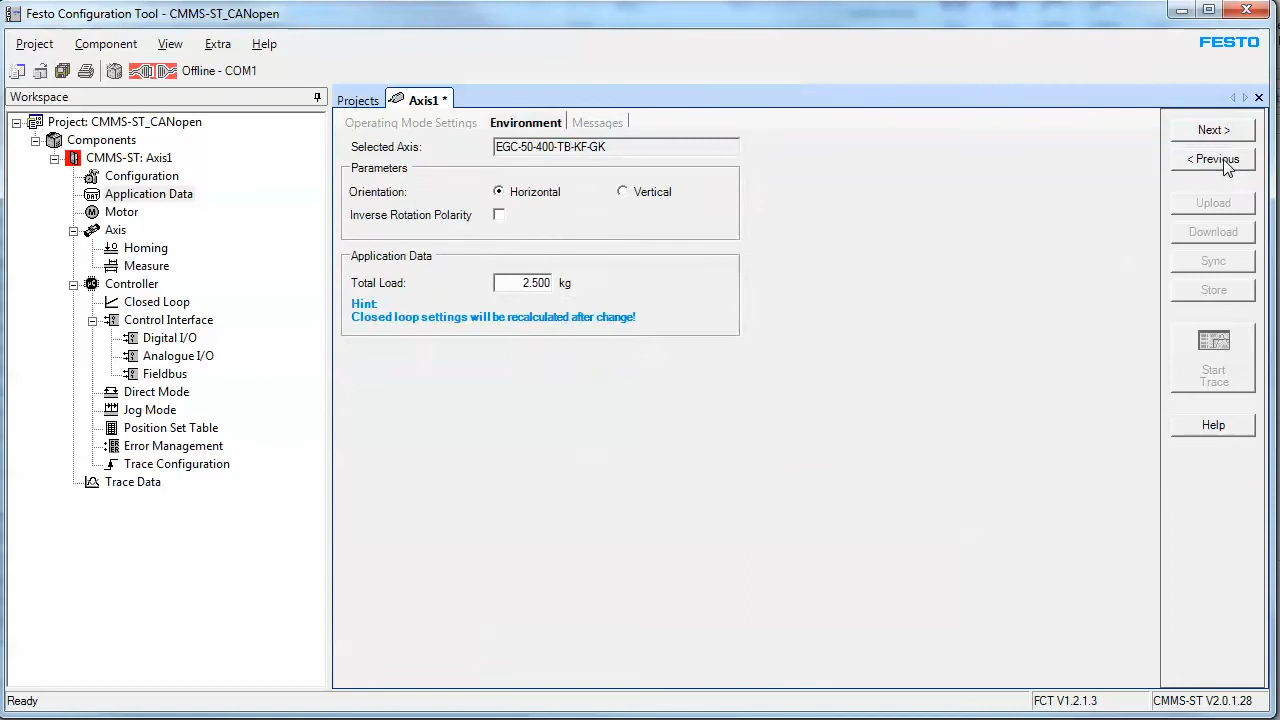 Festo Configuration Tool - CMMS-ST_CANopen
Project Component View Extra Help
FESTO
Offline - COM1
Workspace
Project: CMMS-ST_CANopen
Components
CMMS-ST: Axis1
Configuration
Application Data
Motor
Axis
Homing
Measure
Controller
Closed Loop
Control Interface
Digital I/O
Analogue I/O
Fieldbus
Direct Mode
Jog Mode
Position Set Table
Error Management
Trace Configuration
Trace Data
Projects Axis1 *
Operating Mode Settings Environment Messages
Selected Axis: EGC-50-400-TB-KF-GK
Parameters
Orientation: Horizontal Vertical
Inverse Rotation Polarity
Application Data
Total Load: 2.500 kg
Hint:
Closed loop settings will be recalculated after change!
Next >
< Previous
Upload
Download
Sync
Store
Start
Trace
Help
Ready
FCT V1.2.1.3
CMMS-ST V2.0.1.28